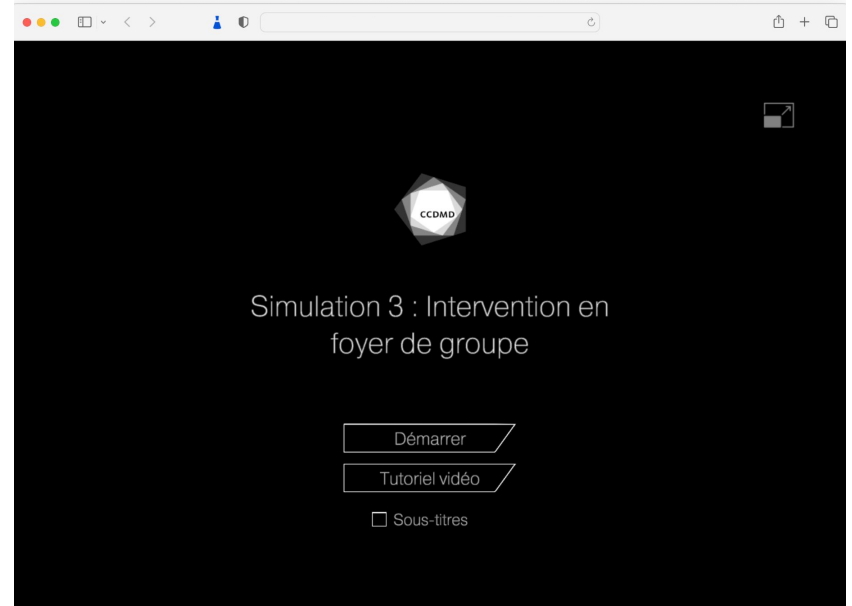 CCDMD
Simulation 3 : Intervention en
foyer de groupe
Démarrer
Tutoriel vidéo
Sous-titres